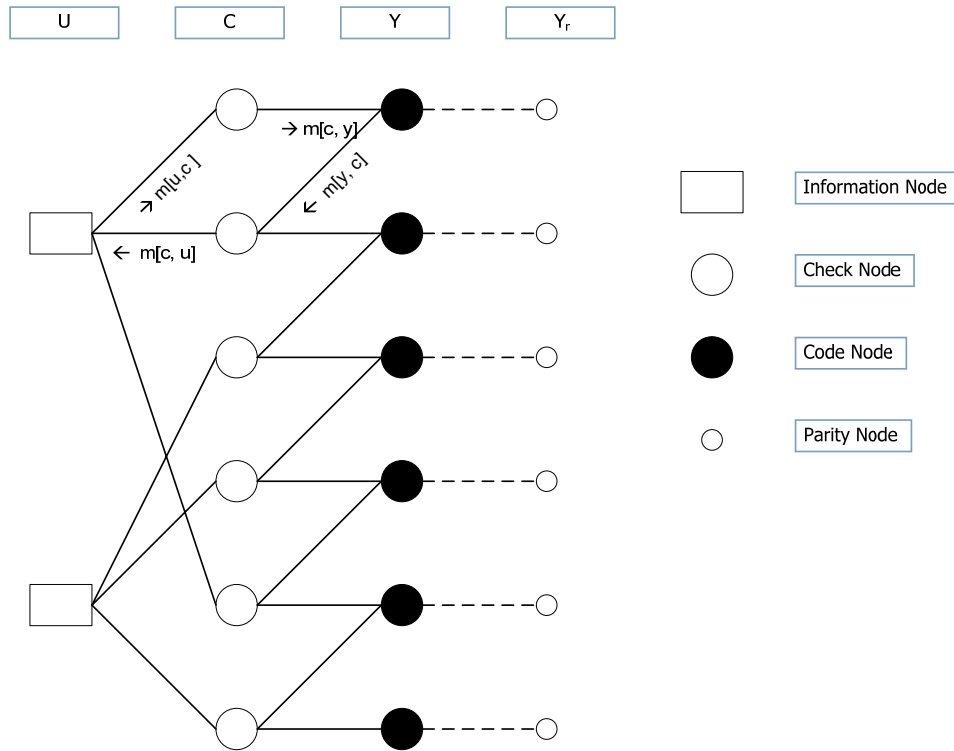 U
C
Y
Yr
→ m[c, y]
→ m[u,c ]
← m[y, c]
← m[c, u]
Information Node
Check Node
Code Node
Parity Node